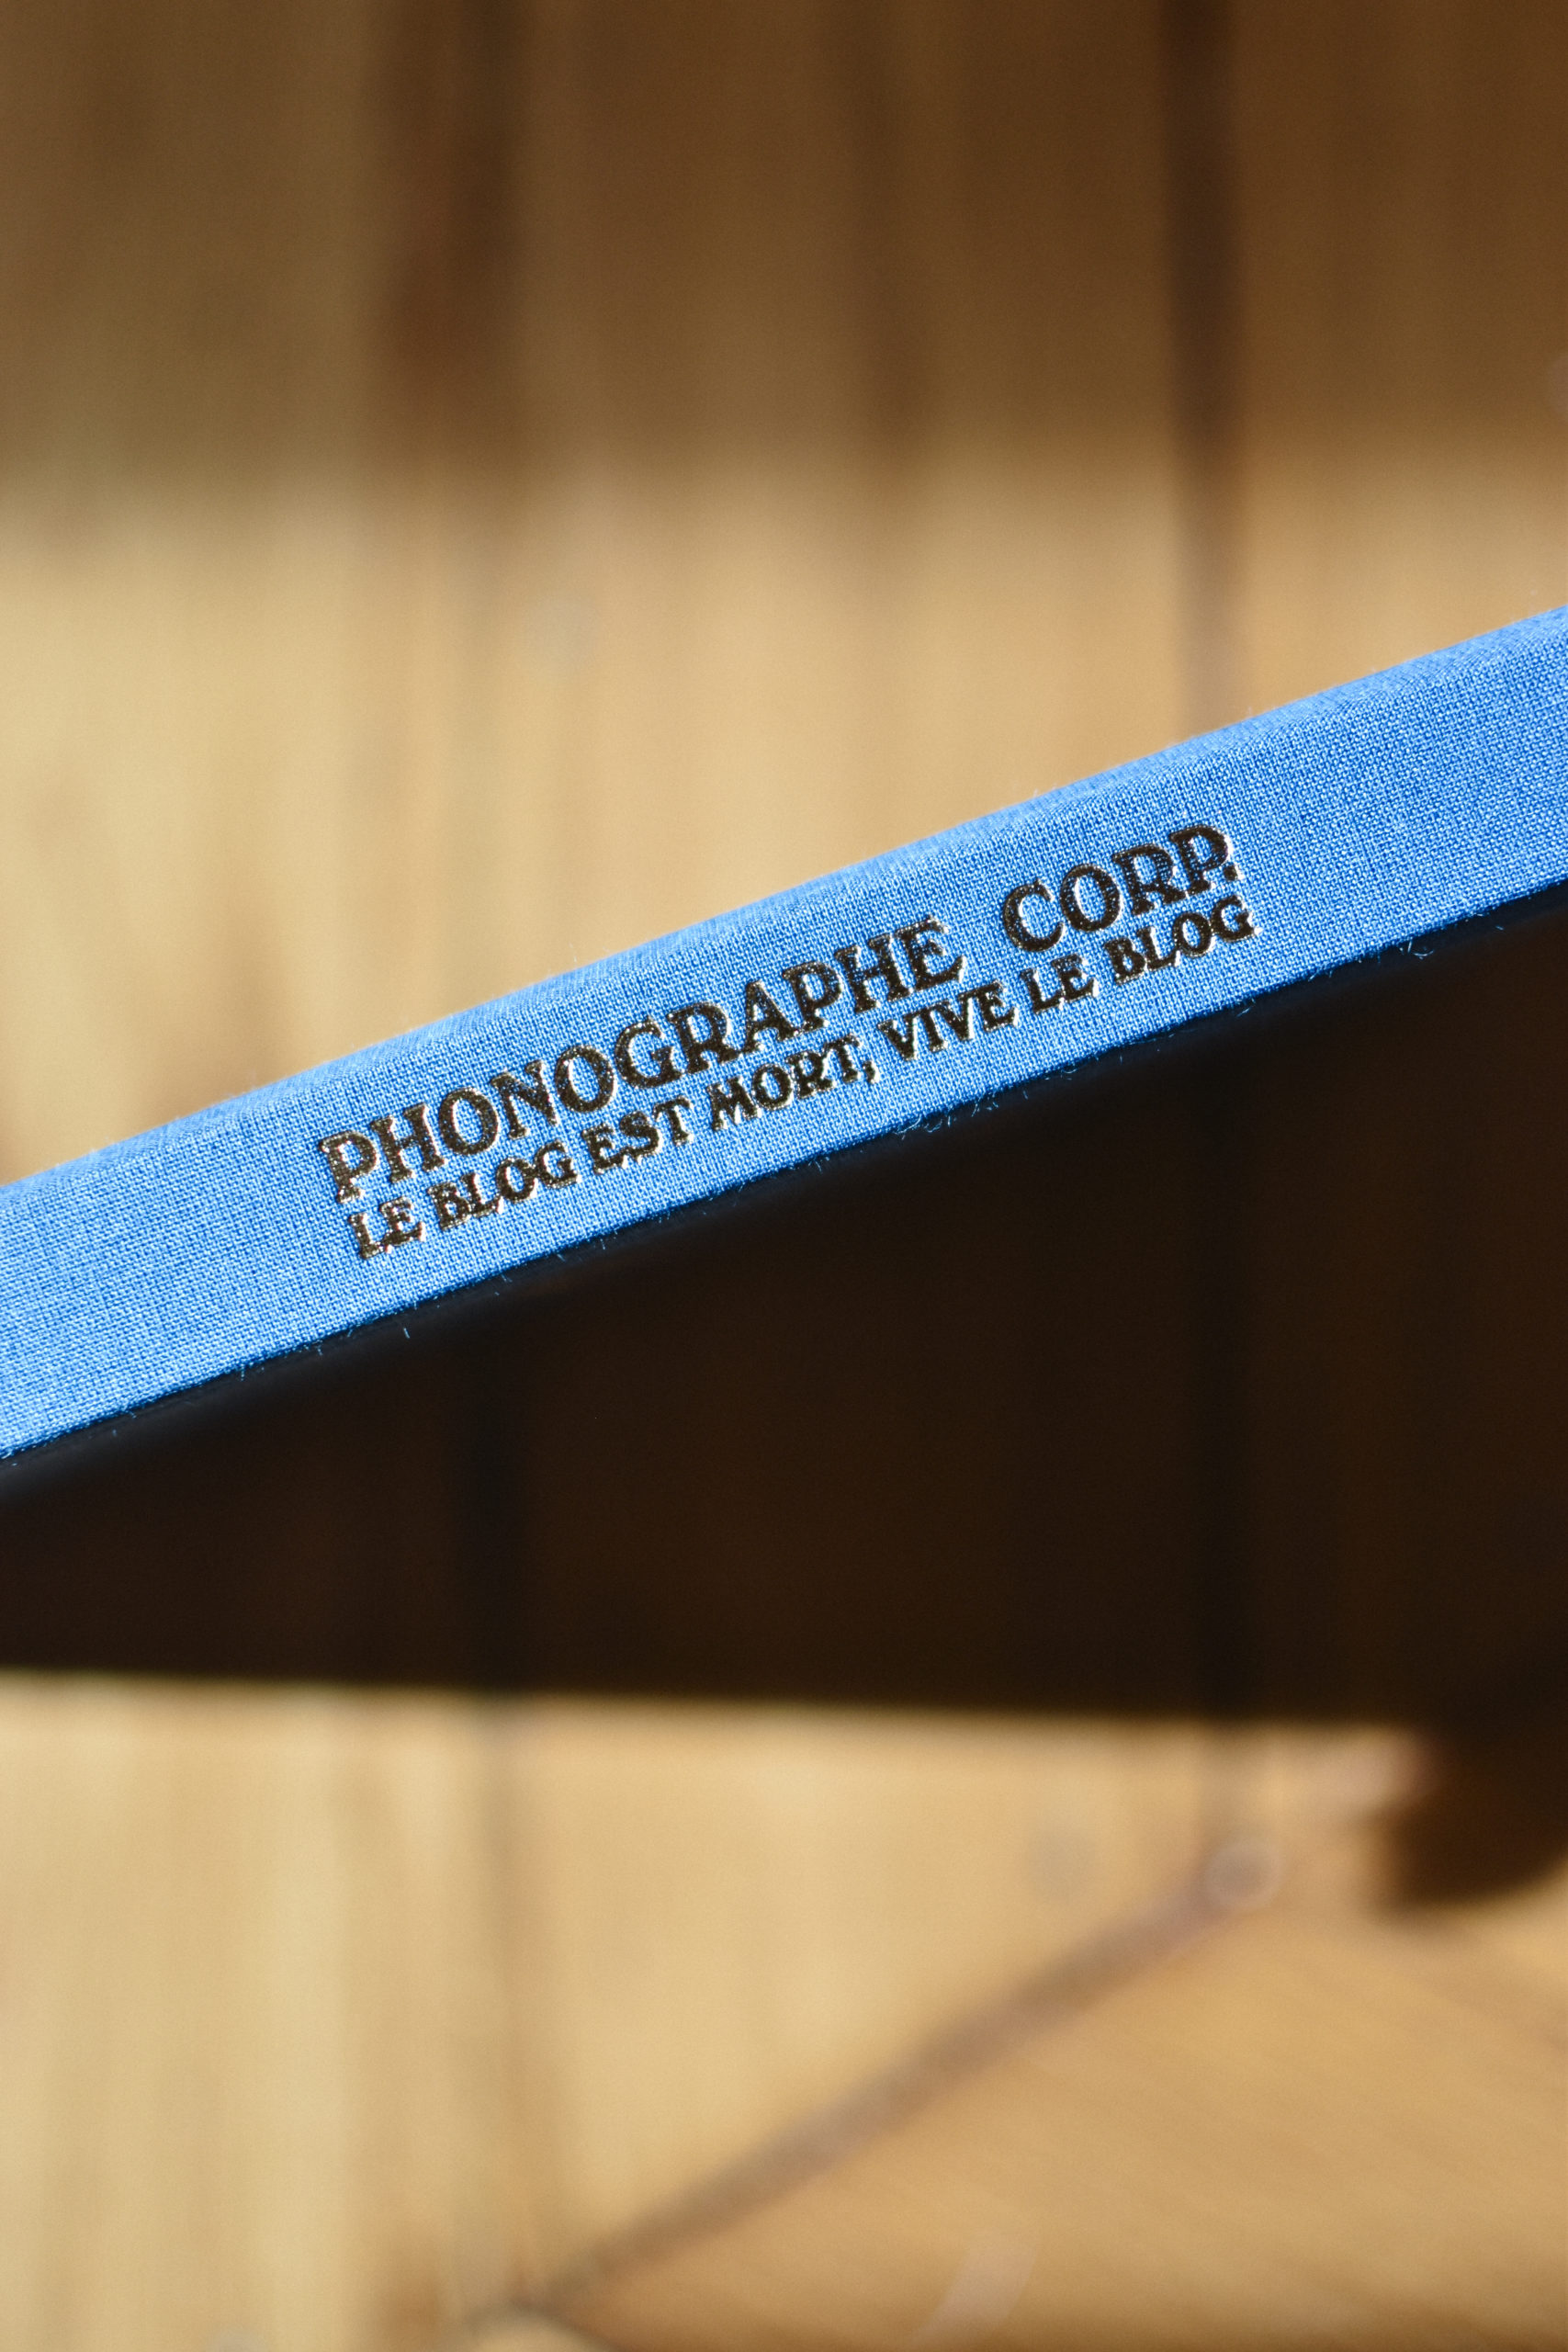 PHONOGRAPHE CORP.
LE BLOG EST MORT, VIVE LE BLOG